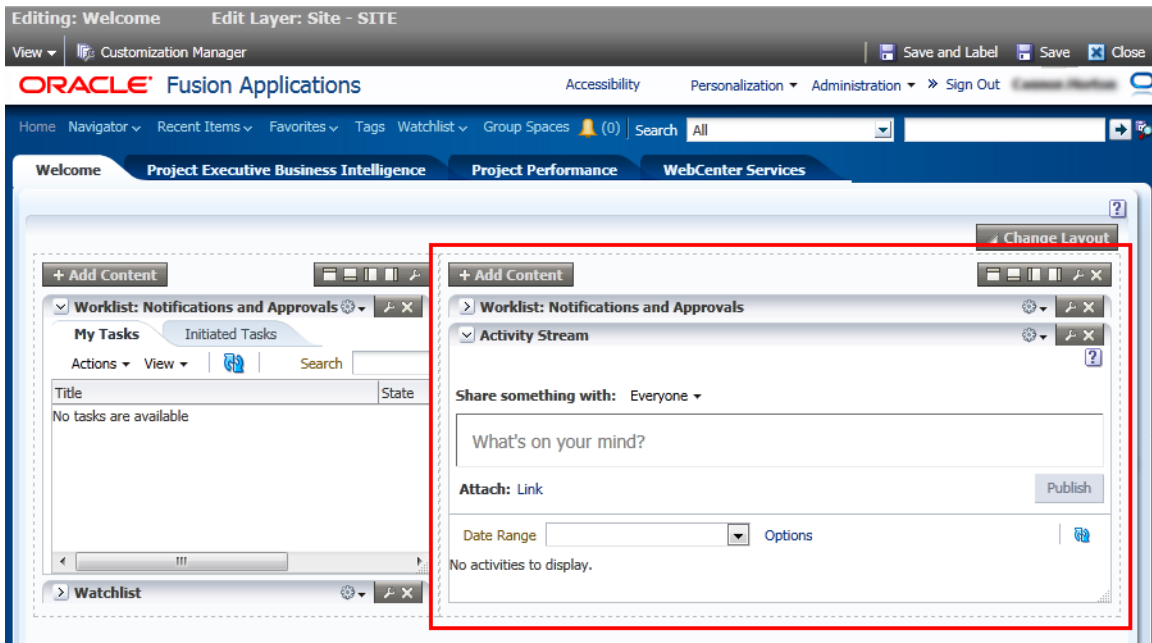 Editing: Welcome Edit Layer: Site - SITE
View Customization Manager Save and Label Save Close
ORACLE Fusion Applications Accessibility Personalization Administration » Sign Out
Home Navigator Recent Items Favorites Tags Watchlist Group Spaces (0) Search All
Welcome Project Executive Business Intelligence Project Performance WebCenter Services
?
Change Layout
+ Add Content
Worklist: Notifications and Approvals
My Tasks Initiated Tasks
Actions View Search
Title State
No tasks are available
Watchlist
+ Add Content
Worklist: Notifications and Approvals
Activity Stream
?
Share something with: Everyone
What's on your mind?
Attach: Link Publish
Date Range Options
No activities to display.